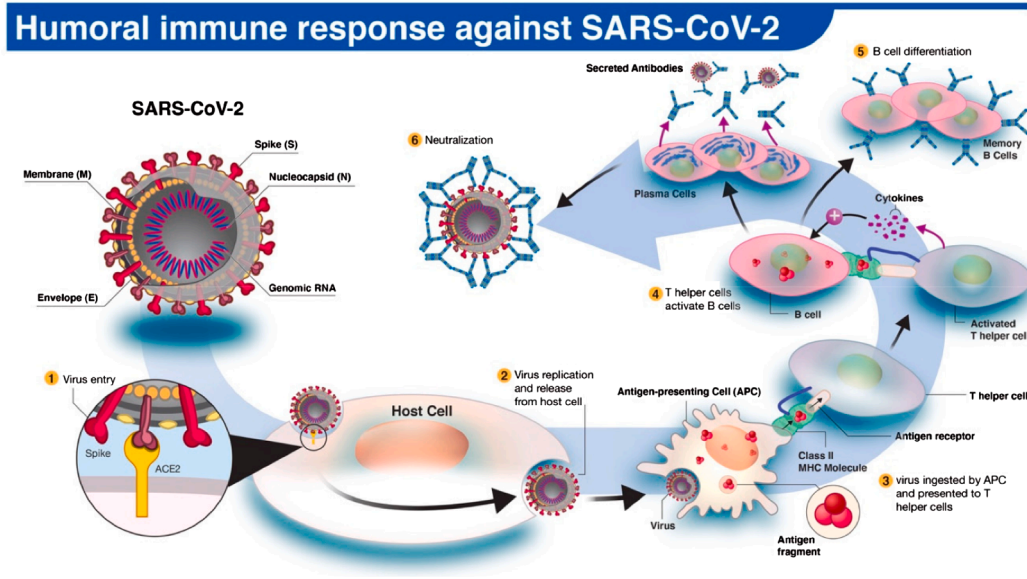 Humoral immune response against SARS-CoV-2
SARS-CoV-2
Spike (S)
Membrane (M)
Nucleocapsid (N)
Envelope (E)
Genomic RNA
1 Virus entry
Spike
ACE2
Host Cell
2 Virus replication
and release
from host cell
Antigen-presenting Cell (APC)
Virus
Class II
MHC Molecule
Antigen receptor
T helper cell
Antigen
fragment
3 virus ingested by APC
and presented to T
helper cells
4 T helper cells
activate B cells
B cell
Cytokines
+
Activated
T helper cell
5 B cell differentiation
Memory
B Cells
Secreted Antibodies
Plasma Cells
6 Neutralization